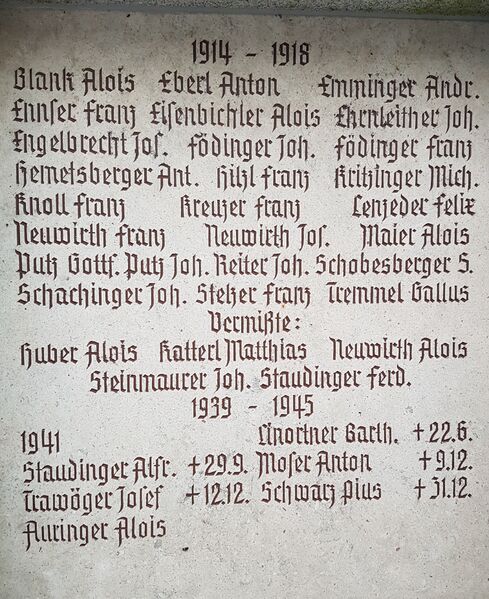 1914 - 1918
Blank Alois Eberl Anton Emminger Andr.
Ennser Franz Eisenbichler Alois Ehrnleither Joh.
Engelbrecht Jos. Födinger Joh. Födinger Franz
Hemetsberger Ant. Hitzl Franz Kritzinger Mich.
Knoll Franz Kreuzer Franz Lenzeder Felix
Neuwirth Franz Neuwirth Jos. Maier Alois
Putz Gottf. Putz Joh. Reiter Joh. Schobesberger S.
Schachinger Joh. Stelzer Franz Tremmel Gallus
Vermißte:
Huber Alois Katterl Matthias Neuwirth Alois
Steinmaurer Joh. Staudinger Ferd.
1939 - 1945
1941 Linortner Barth. +22.6.
Staudinger Alfr. +29.9. Moser Anton +9.12.
Trawöger Josef +12.12. Schwarz Pius +31.12.
Auringer Alois